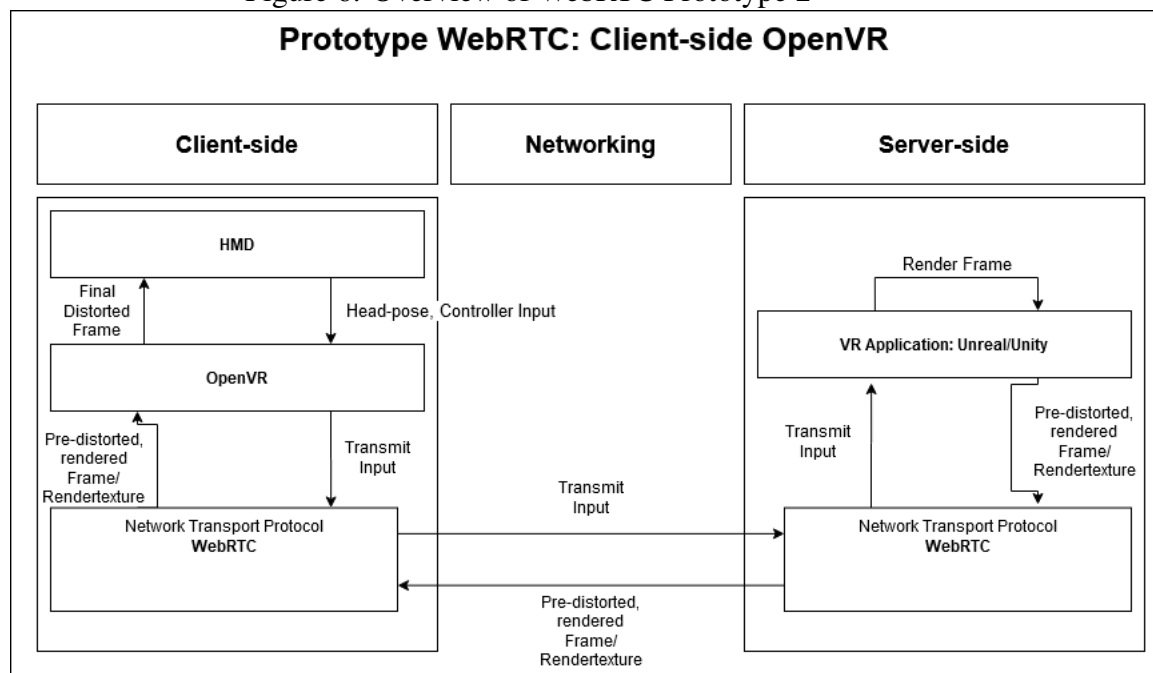 Figure 6: Overview of WebRTC Prototype 2
Prototype WebRTC: Client-side OpenVR
Client-side
Networking
Server-side
HMD
Final
Distorted
Frame
Head-pose, Controller Input
OpenVR
Pre-distorted,
rendered
Frame/
Rendertexture
Transmit
Input
Network Transport Protocol
WebRTC
Transmit
Input
Pre-distorted,
rendered
Frame/
Rendertexture
Render Frame
VR Application: Unreal/Unity
Transmit
Input
Pre-distorted,
rendered
Frame/
Rendertexture
Network Transport Protocol
WebRTC